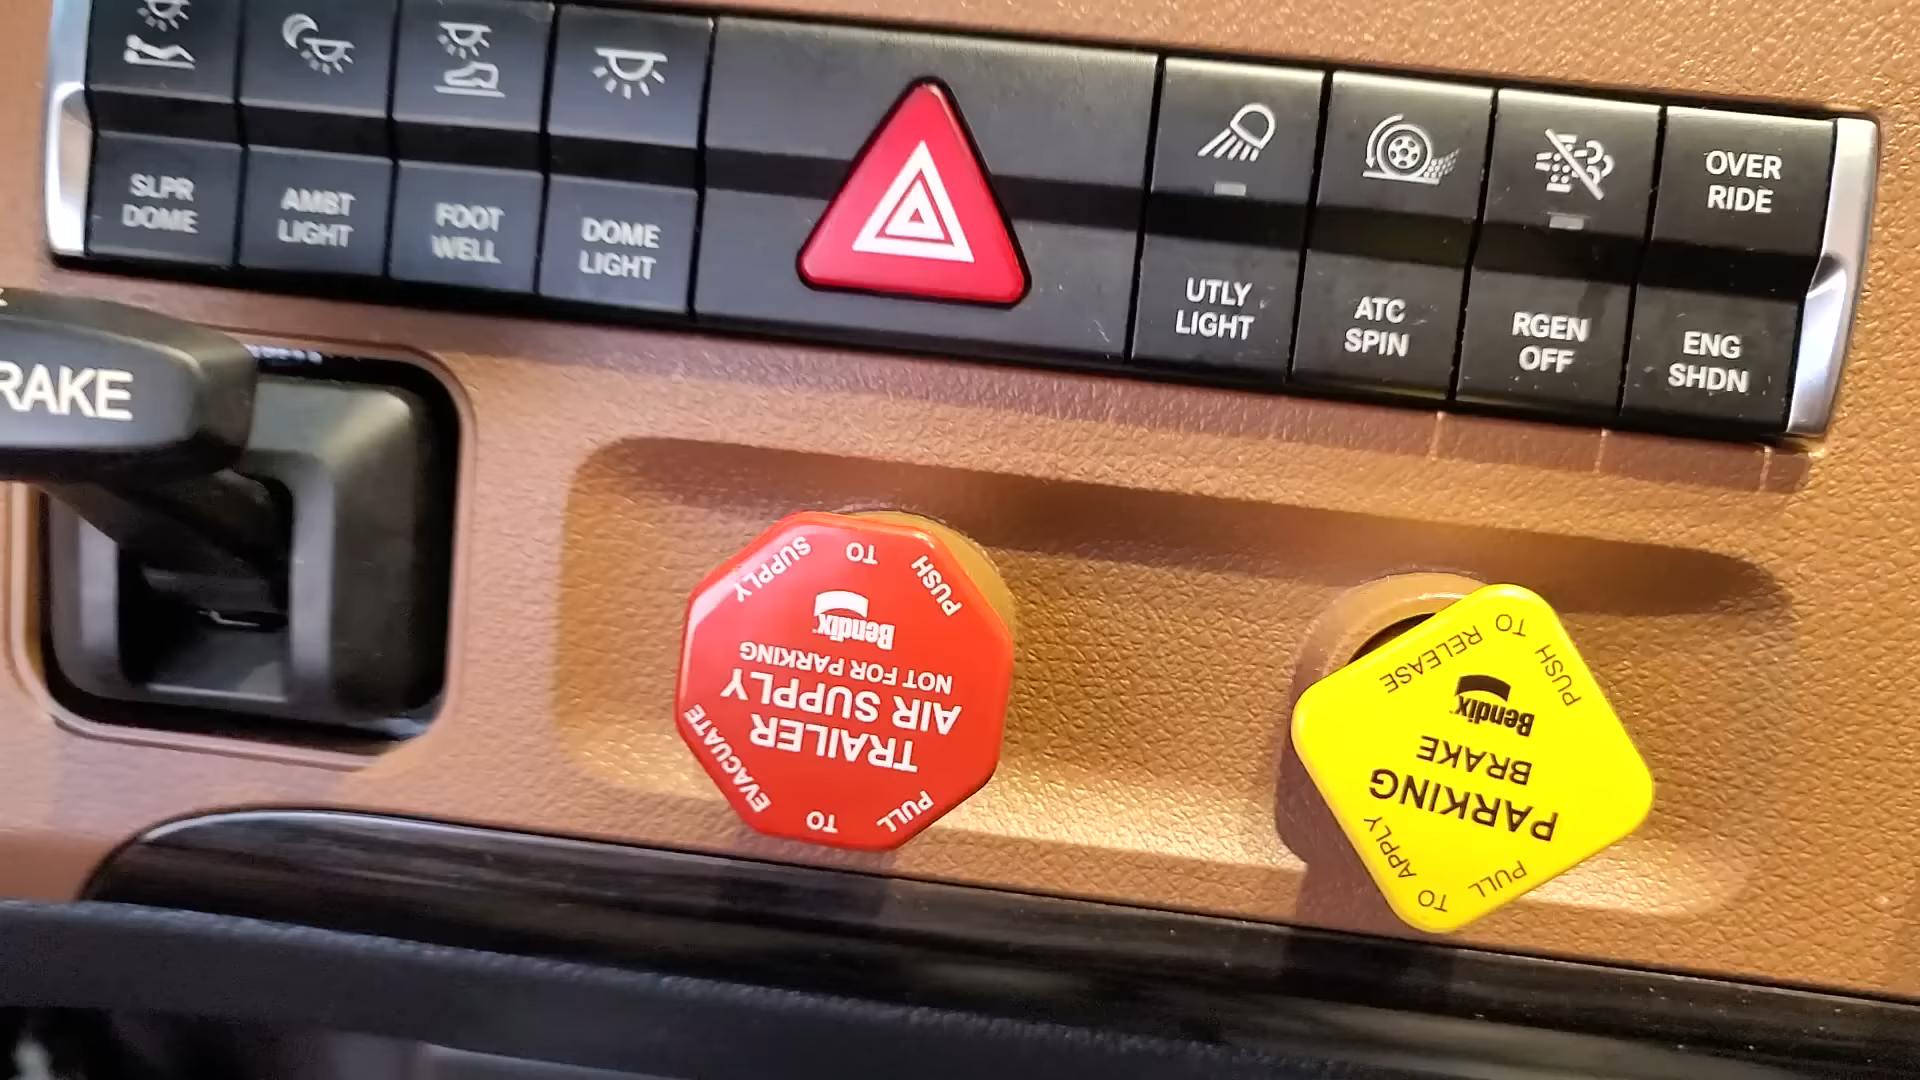 SLPR
DOME
AMBT
LIGHT
FOOT
WELL
DOME
LIGHT
UTLY
LIGHT
ATC
SPIN
RGEN
OFF
OVER
RIDE
ENG
SHDN
RAKE
PUSH TO SUPPLY
Bendix
NOT FOR PARKING
AIR SUPPLY
TRAILER
PULL TO EVACUATE
PUSH TO RELEASE
Bendix
BRAKE
PARKING
PULL TO APPLY